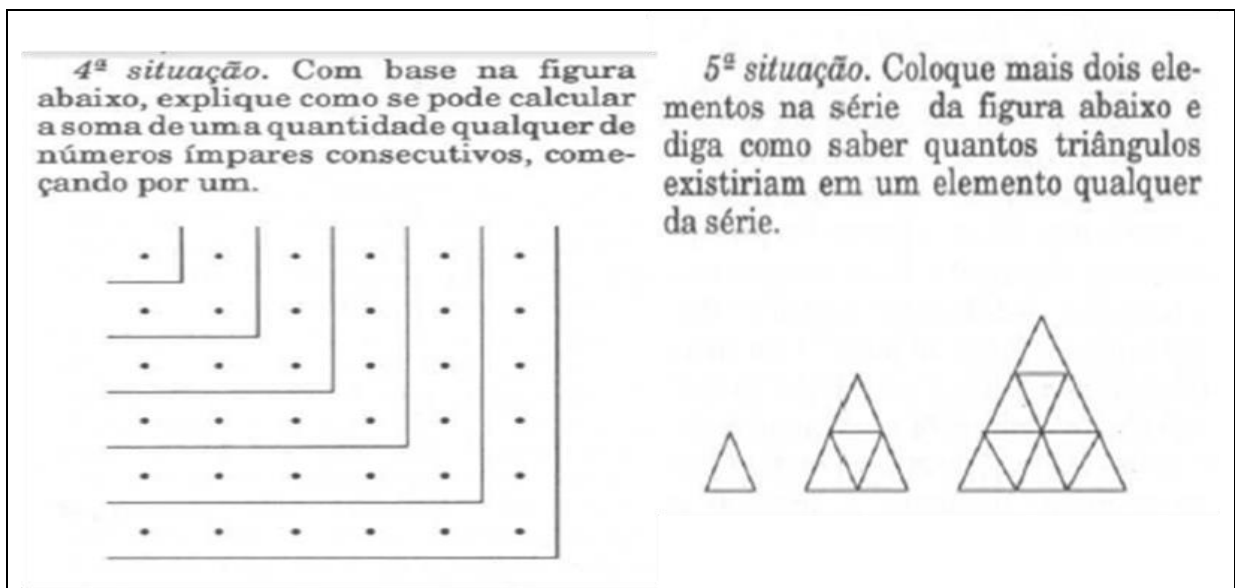 4ª situação. Com base na figura
abaixo, explique como se pode calcular
a soma de uma quantidade qualquer de
números ímpares consecutivos, come-
çando por um.
5ª situação. Coloque mais dois ele-
mentos na série da figura abaixo e
diga como saber quantos triângulos
existiriam em um elemento qualquer
da série.